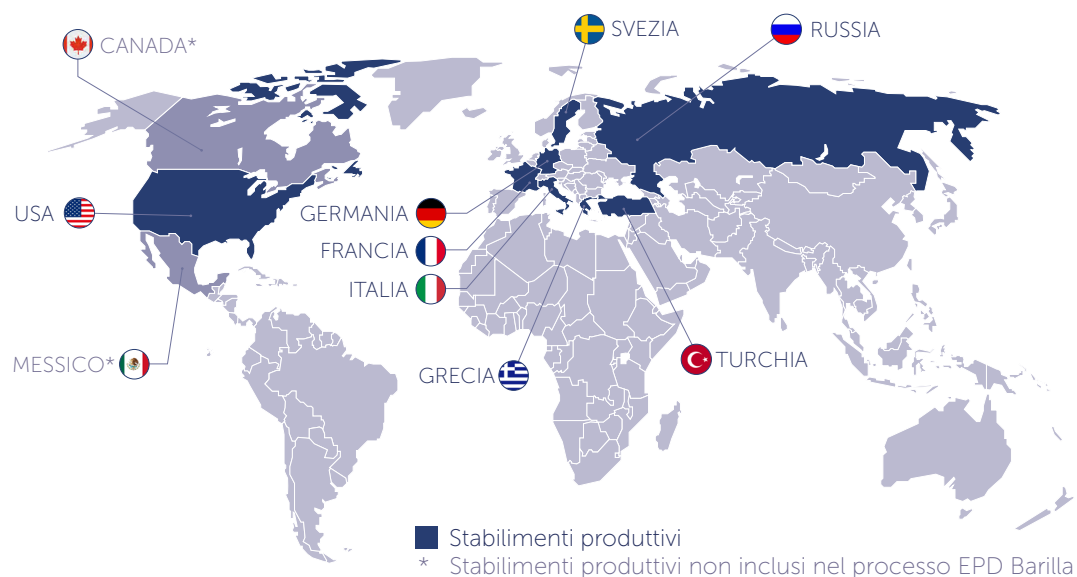 CANADA*
SVEZIA
RUSSIA
USA
GERMANIA
FRANCIA
ITALIA
MESSICO*
GRECIA
TURCHIA
Stabilimenti produttivi
* Stabilimenti produttivi non inclusi nel processo EPD Barilla